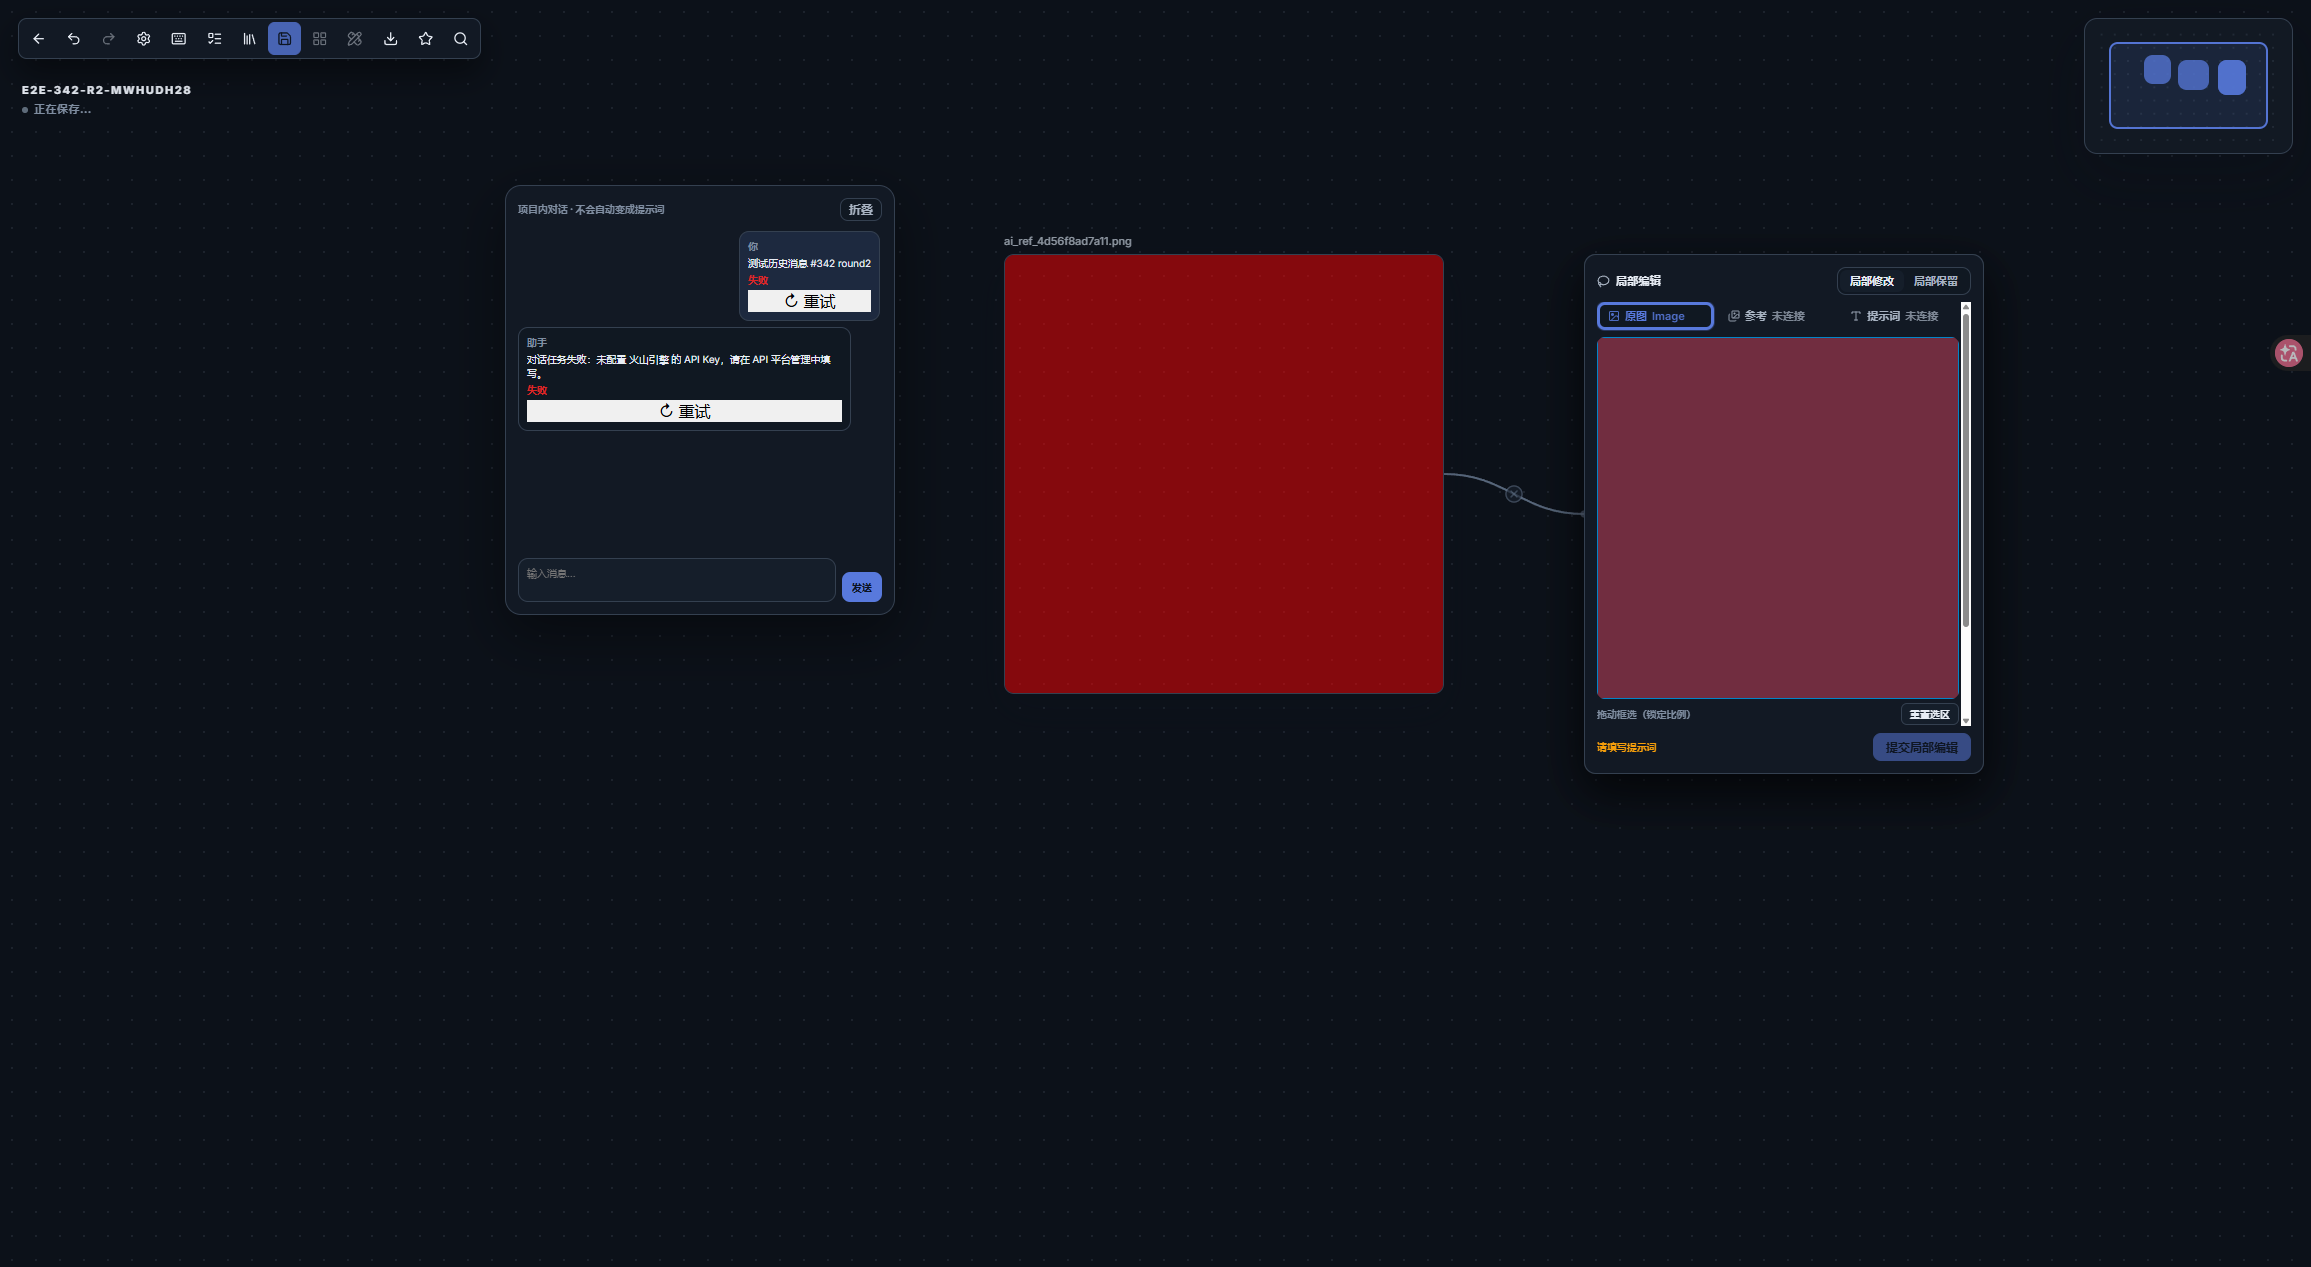 E2E-342-R2-MWHUDH28
正在保存...
项目内对话 · 不会自动变成提示词
折叠
你
测试历史消息 #342 round2
失败
重试
助手
对话任务失败：未配置 火山引擎 的 API Key，请在 API 平台管理中填
写。
失败
重试
输入消息...
发送
ai_ref_4d56f8ad7a11.png
局部编辑
局部修改
局部保留
原图 Image
参考 未连接
提示词 未连接
拖动框选（锁定比例）
重置选区
请填写提示词
提交局部编辑